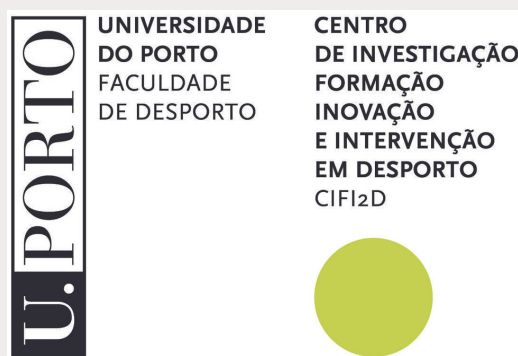 U. PORTO
UNIVERSIDADE
DO PORTO
FACULDADE
DE DESPORTO
CENTRO
DE INVESTIGAÇÃO
FORMAÇÃO
INOVAÇÃO
E INTERVENÇÃO
EM DESPORTO
CIFI2D